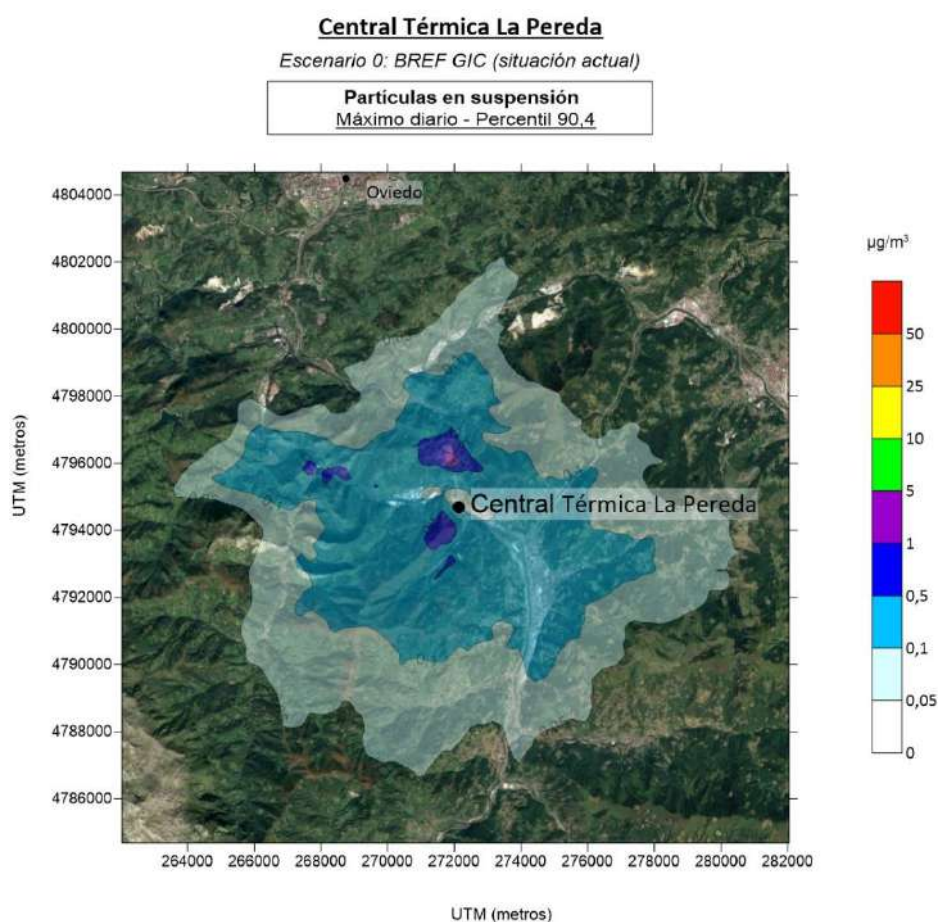 Central Térmica La Pereda
Escenario 0: BREF GIC (situación actual)
Partículas en suspensión
Máximo diario - Percentil 90,4
4804000
4802000
4800000
4798000
4796000
4794000
4792000
4790000
4788000
4786000
UTM (metros)
Oviedo
Central Térmica La Pereda
264000 266000 268000 270000 272000 274000 276000 278000 280000 282000
UTM (metros)
µg/m³
50
25
10
5
1
0,5
0,1
0,05
0